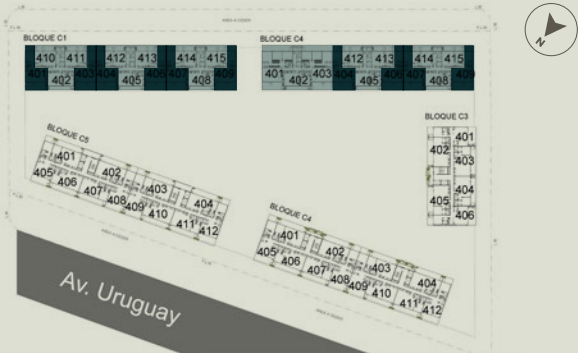 AREA A CEDER
N
BLOQUE C1
BLOQUE C4
410 411 412 413 414 415
401 402 403 404 405 406 407 408 409
412 413 414 415
401 402 403 404 405 406 407 408 409
BLOQUE C3
401
402
403
404
405
406
BLOQUE C5
401 402 403 404
405 406 407 408 409 410 411 412
BLOQUE C4
401 402 403 404
405 406 407 408 409 410 411 412
Av. Uruguay